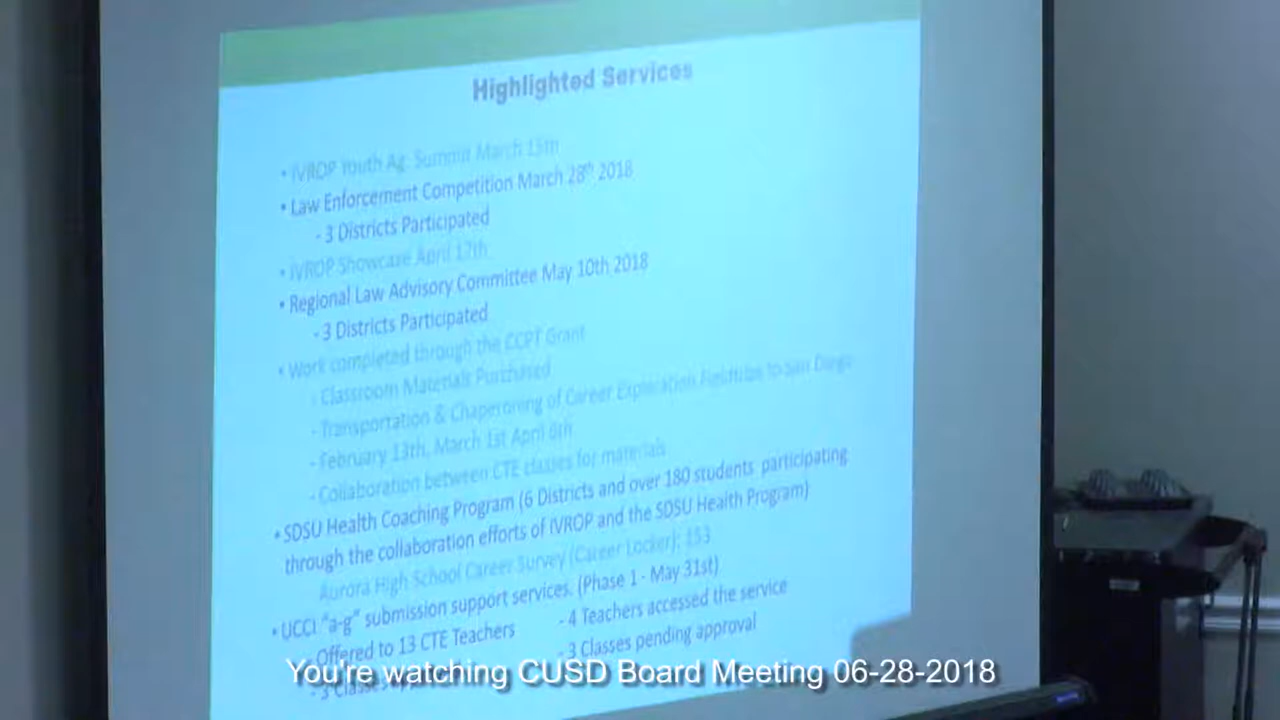 Highlighted Services
• IVROP Youth Ag. Summit March 15th
• Law Enforcement Competition March 28th 2018
- 3 Districts Participated
• IVROP Showcase April 17th
• Regional Law Advisory Committee May 10th 2018
- 3 Districts Participated
• Work completed through the CCPT Grant
- Classroom Materials Purchased
- Transportation & Chaperoning of Career Exploration Fieldtrips to San Diego
- February 13th, March 1st April 6th
- Collaboration between CTE classes for materials
• SDSU Health Coaching Program (6 Districts and over 180 students participating
through the collaboration efforts of IVROP and the SDSU Health Program)
Aurora High School Career Survey (Career Locker): 153
• UCCI "a-g" submission support services. (Phase 1 - May 31st)
- Offered to 13 CTE Teachers - 4 Teachers accessed the service
- 3 Classes - 3 Classes pending approval
You're watching CUSD Board Meeting 06-28-2018